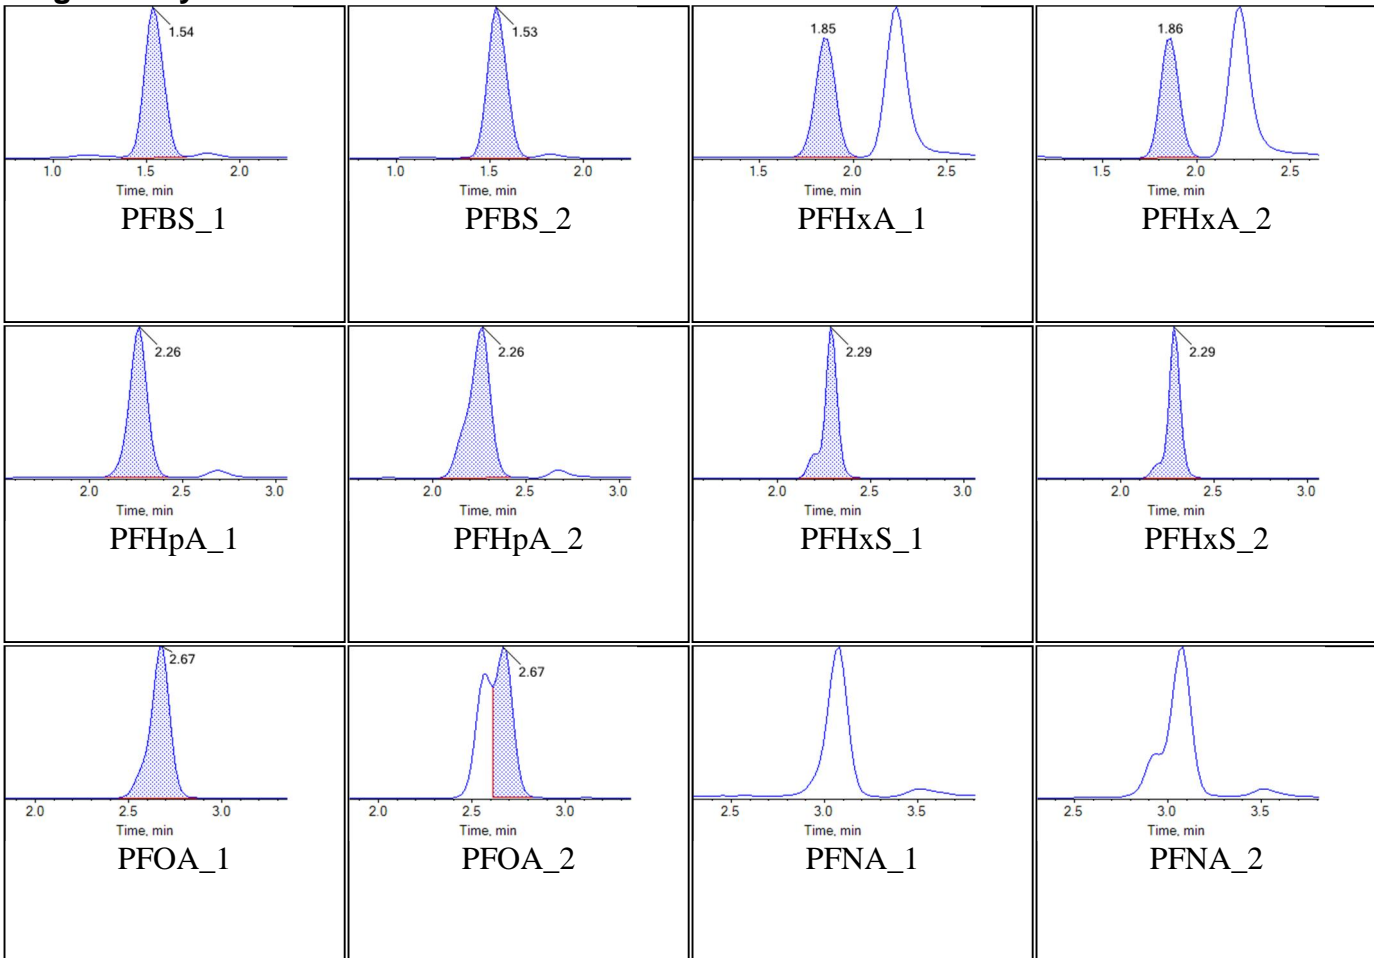 1.54
1.0 1.5 2.0
Time, min
PFBS_1
1.53
1.0 1.5 2.0
Time, min
PFBS_2
1.85
1.5 2.0 2.5
Time, min
PFHxA_1
1.86
1.5 2.0 2.5
Time, min
PFHxA_2
2.26
2.0 2.5 3.0
Time, min
PFHpA_1
2.26
2.0 2.5 3.0
Time, min
PFHpA_2
2.29
2.0 2.5 3.0
Time, min
PFHxS_1
2.29
2.0 2.5 3.0
Time, min
PFHxS_2
2.67
2.0 2.5 3.0
Time, min
PFOA_1
2.67
2.0 2.5 3.0
Time, min
PFOA_2
2.5 3.0 3.5
Time, min
PFNA_1
2.5 3.0 3.5
Time, min
PFNA_2